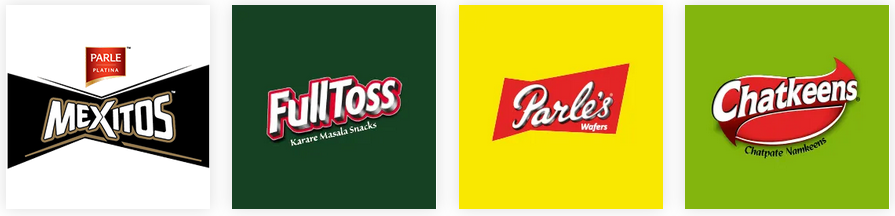 PARLE
PLATINA
MEXITOS
FullToss
Karare Masala Snacks
Parle's
Wafers
Chatkeens
Chatpate Namkeens